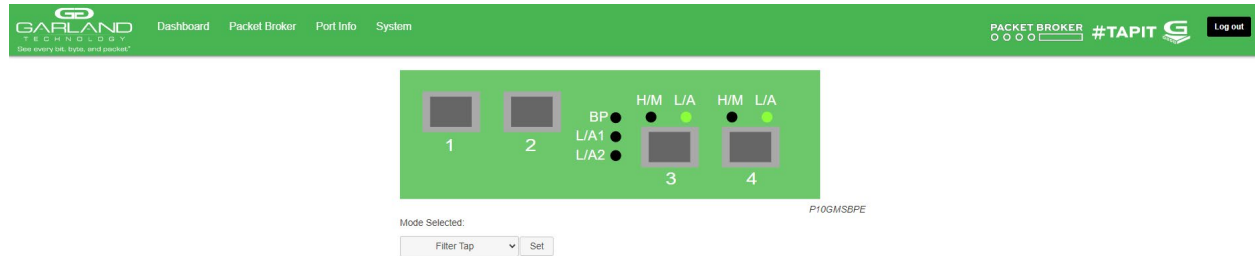 GARLAND
TECHNOLOGY
See every bit, byte, and packet®
Dashboard Packet Broker Port Info System
PACKET BROKER
#TAPIT
Log out
H/M L/A H/M L/A
BP
L/A1
L/A2
1 2
3 4
P10GMSBPE
Mode Selected:
Filter Tap Set